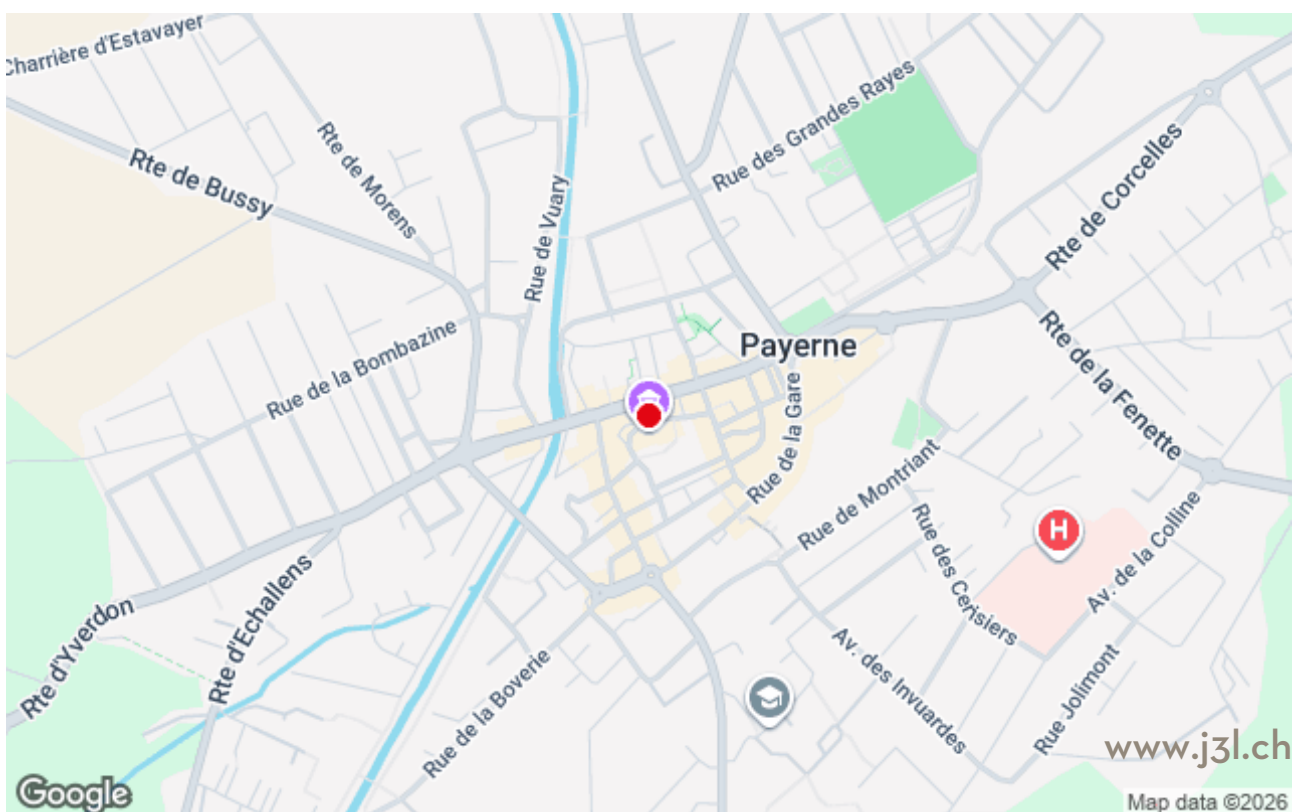 Charrière d'Estavayer
Rte de Bussy
Rte de Morens
Rue de Vuary
Rue des Grandes Rayes
Rte de Corcelles
Rue de la Bombazine
Payerne
Rue de la Gare
Rte de la Fenette
Rue de Montriant
H
Rue des Cerisiers
Av. de la Colline
Rte d'Yverdon
Rte d'Echallens
Rue de la Boverie
Av. des Invuardes
Rue Jolimont
www.j3l.ch
Google
Map data ©2026